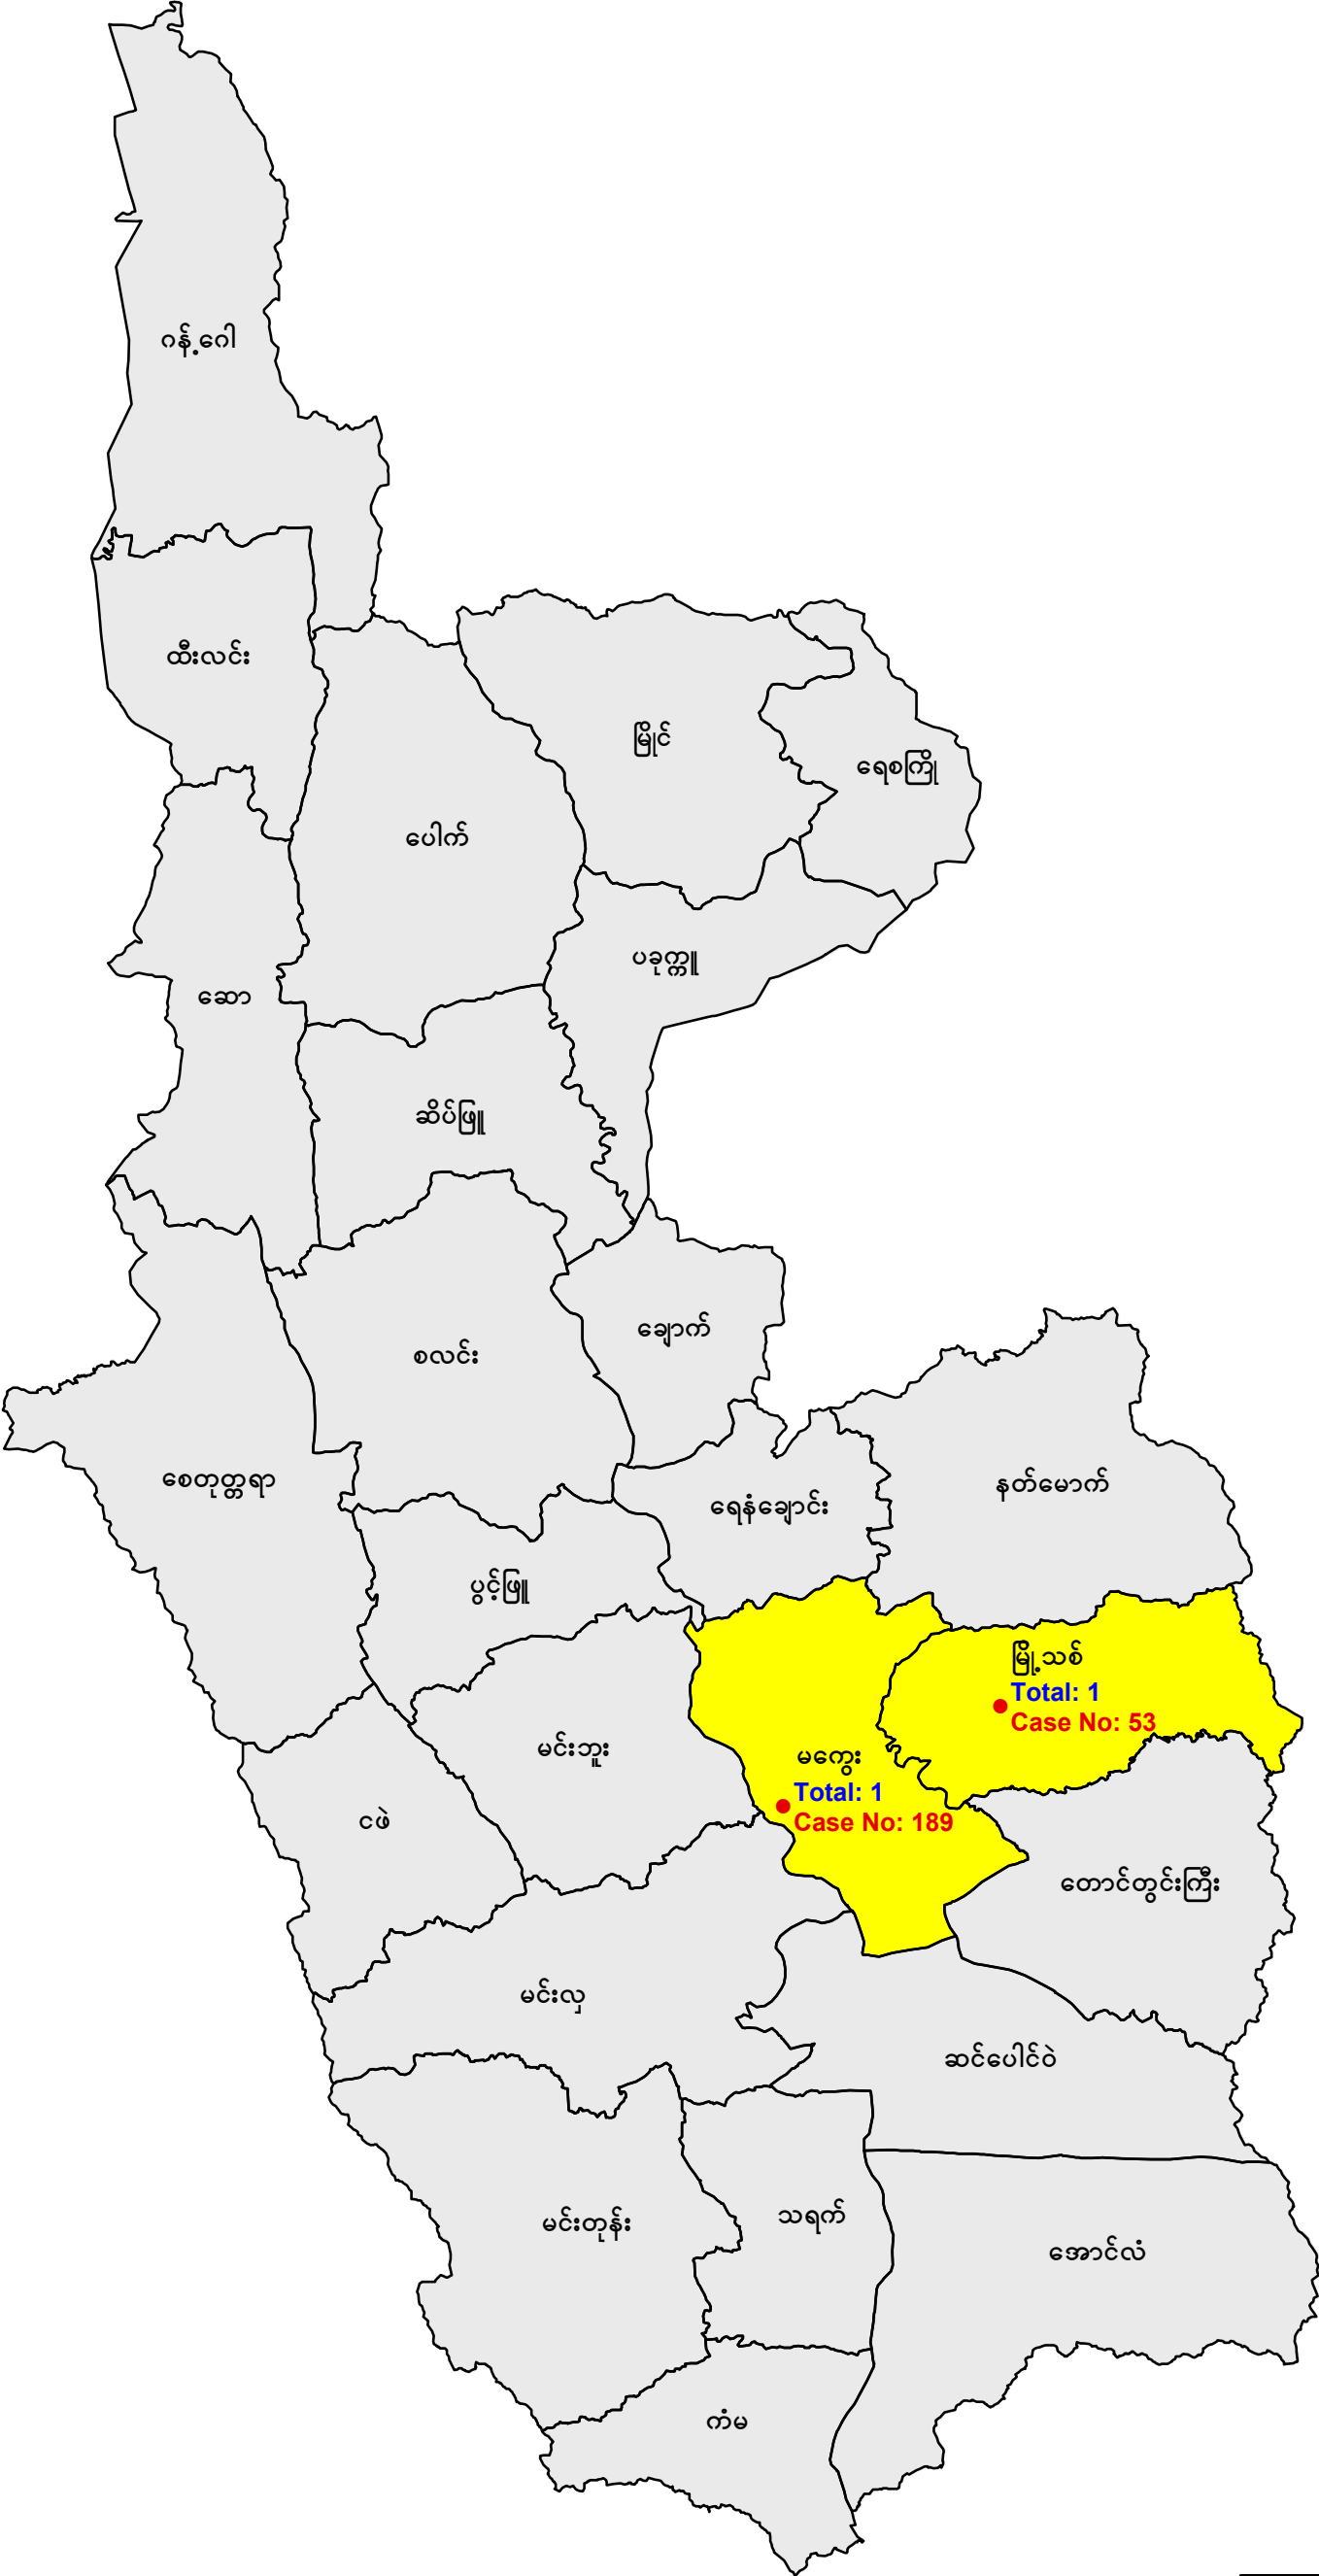 ဂန့်ဂေါ
ထီးလင်း
မြိုင်
ရေစကြို
ပေါက်
ပခုက္ကူ
ဆော
ဆိပ်ဖြူ
ချောက်
စလင်း
စေတုတ္တရာ
နတ်မောက်
ရေနံချောင်း
ပွင့်ဖြူ
မြို့သစ်
Total: 1
Case No: 53
မင်းဘူး
မကွေး
Total: 1
Case No: 189
ငဖဲ
တောင်တွင်းကြီး
မင်းလှ
ဆင်ပေါင်ဝဲ
သရက်
မင်းတုန်း
အောင်လံ
ကံမ